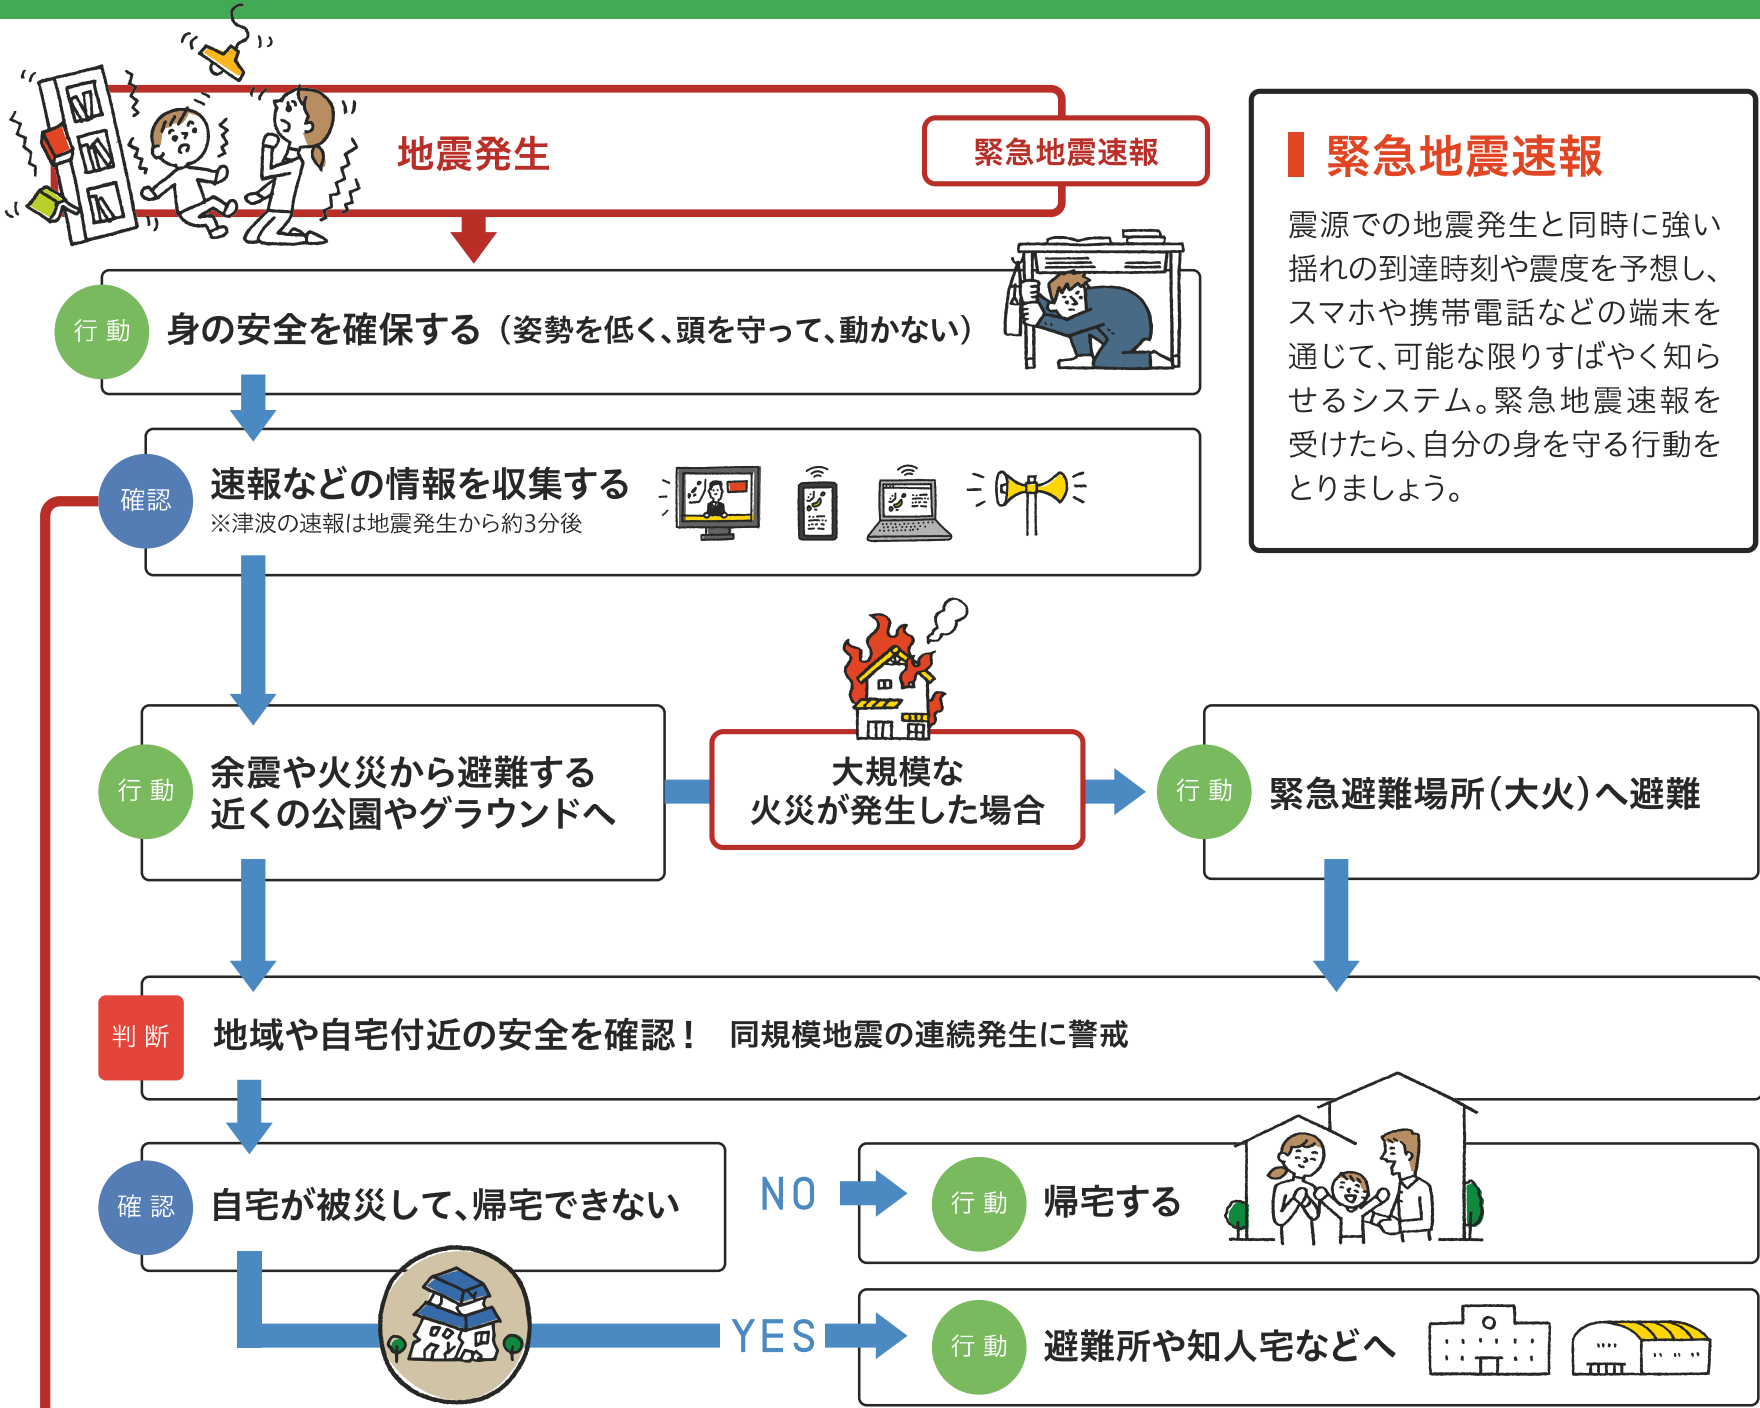 地震発生
緊急地震速報
緊急地震速報
震源での地震発生と同時に強い
揺れの到達時刻や震度を予想し、
スマホや携帯電話などの端末を
通じて、可能な限りすばやく知ら
せるシステム。緊急地震速報を
受けたら、自分の身を守る行動を
とりましょう。
行動
身の安全を確保する（姿勢を低く、頭を守って、動かない）
確認
速報などの情報を収集する
※津波の速報は地震発生から約3分後
行動
余震や火災から避難する
近くの公園やグラウンドへ
大規模な
火災が発生した場合
行動
緊急避難場所（大火）へ避難
判断
地域や自宅付近の安全を確認！ 同規模地震の連続発生に警戒
確認
自宅が被災して、帰宅できない
NO
行動
帰宅する
YES
行動
避難所や知人宅などへ